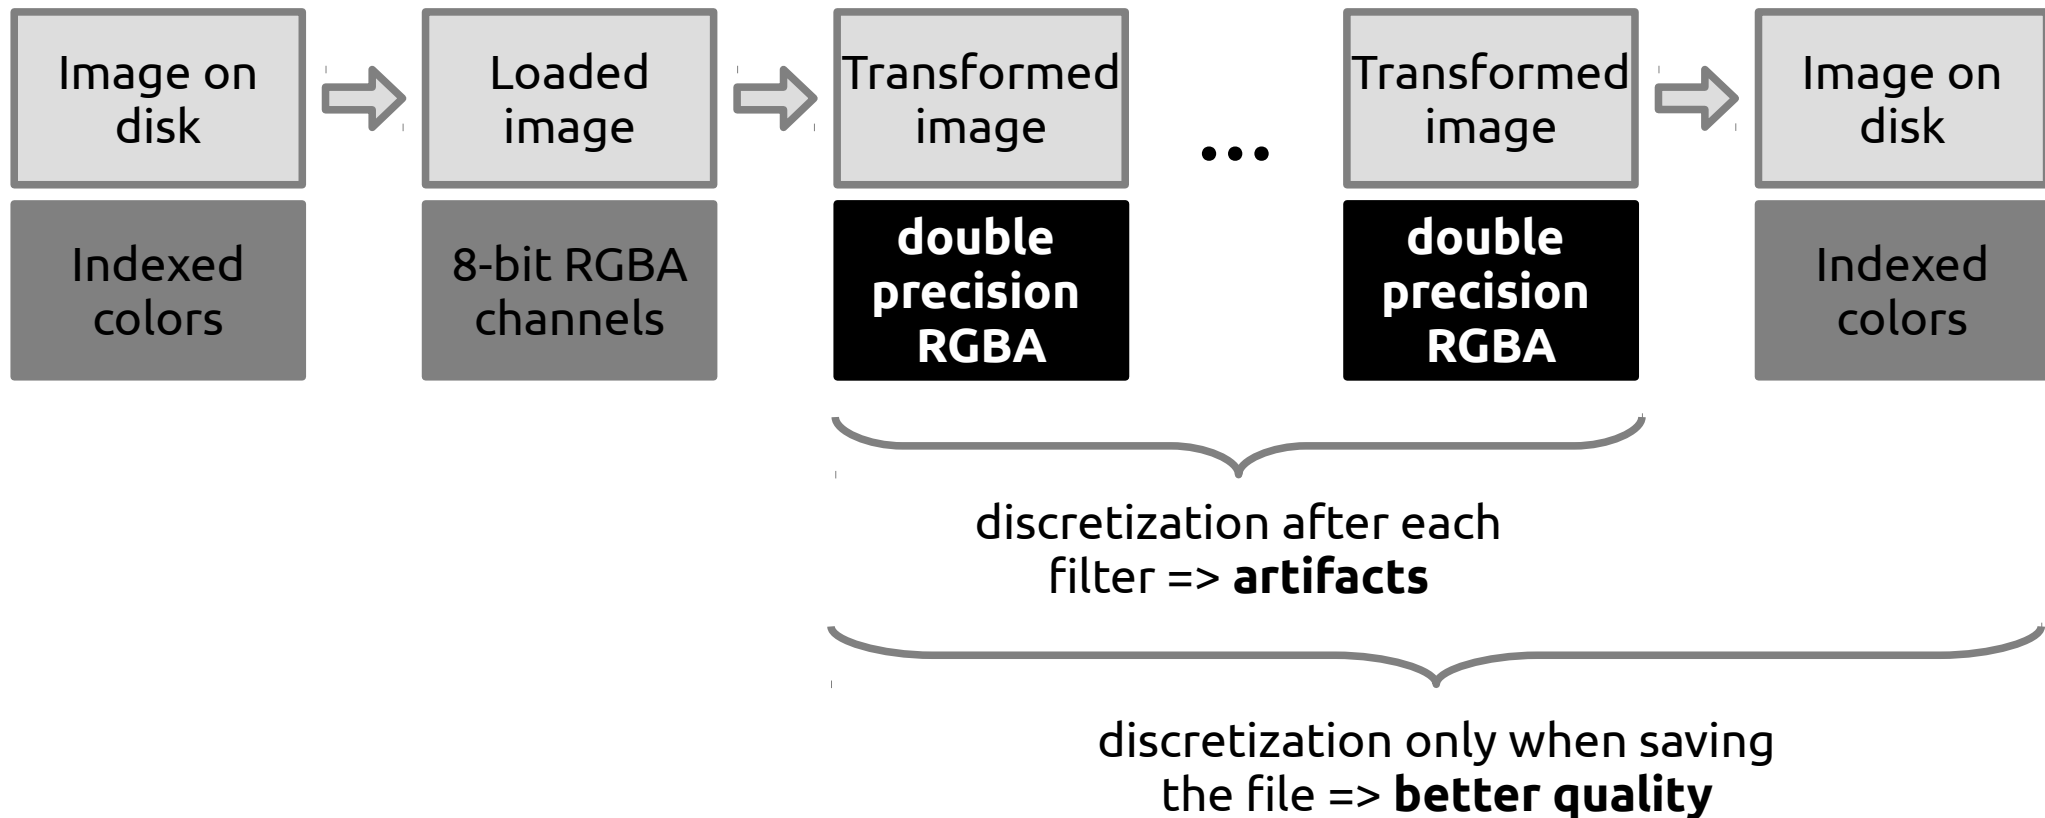 Image on
disk
Loaded
image
Transformed
image
...
Transformed
image
Image on
disk
Indexed
colors
8-bit RGBA
channels
double
precision
RGBA
double
precision
RGBA
Indexed
colors
discretization after each
filter => artifacts
discretization only when saving
the file => better quality